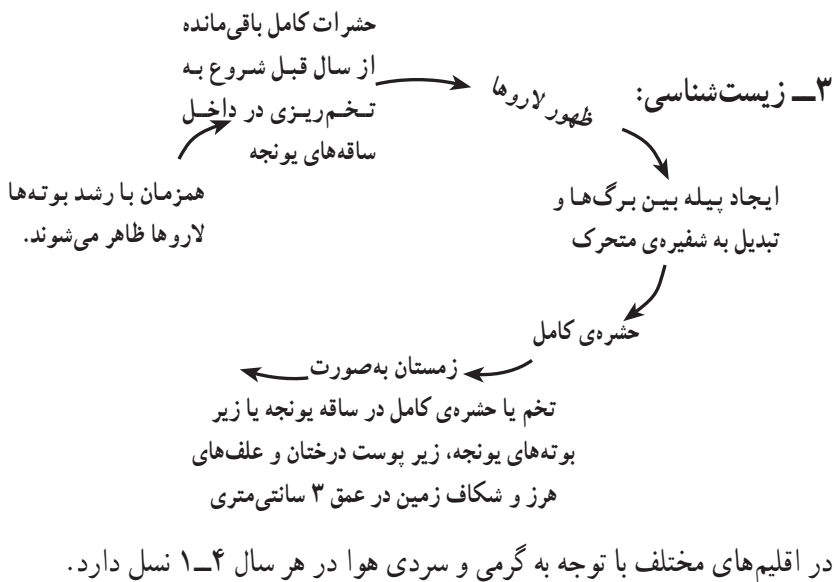 ۳ــ زیست‌شناسی:
حشرات کامل باقی‌مانده
از سال قبل شروع به
تخم‌ریزی در داخل
ساقه‌های یونجه
ظهور لاروها
ایجاد پیله بین برگ‌ها و
تبدیل به شفیره‌ی متحرک
حشره‌ی کامل
زمستان به‌صورت
تخم یا حشره‌ی کامل در ساقه یونجه یا زیر
بوته‌های یونجه، زیر پوست درختان و علف‌های
هرز و شکاف زمین در عمق ۳ سانتی‌متری
همزمان با رشد بوته‌ها
لاروها ظاهر می‌شوند.
در اقلیم‌های مختلف با توجه به گرمی و سردی هوا در هر سال ۴ــ۱ نسل دارد.